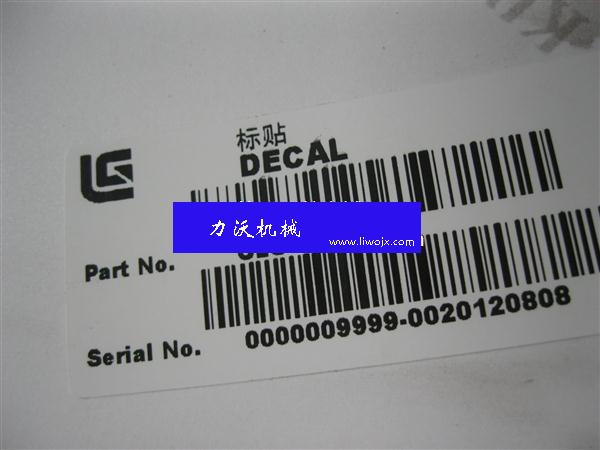 标贴
DECAL
力沃机械
www.liwojx.com
Part No.
Serial No.
0000009999-0020120808